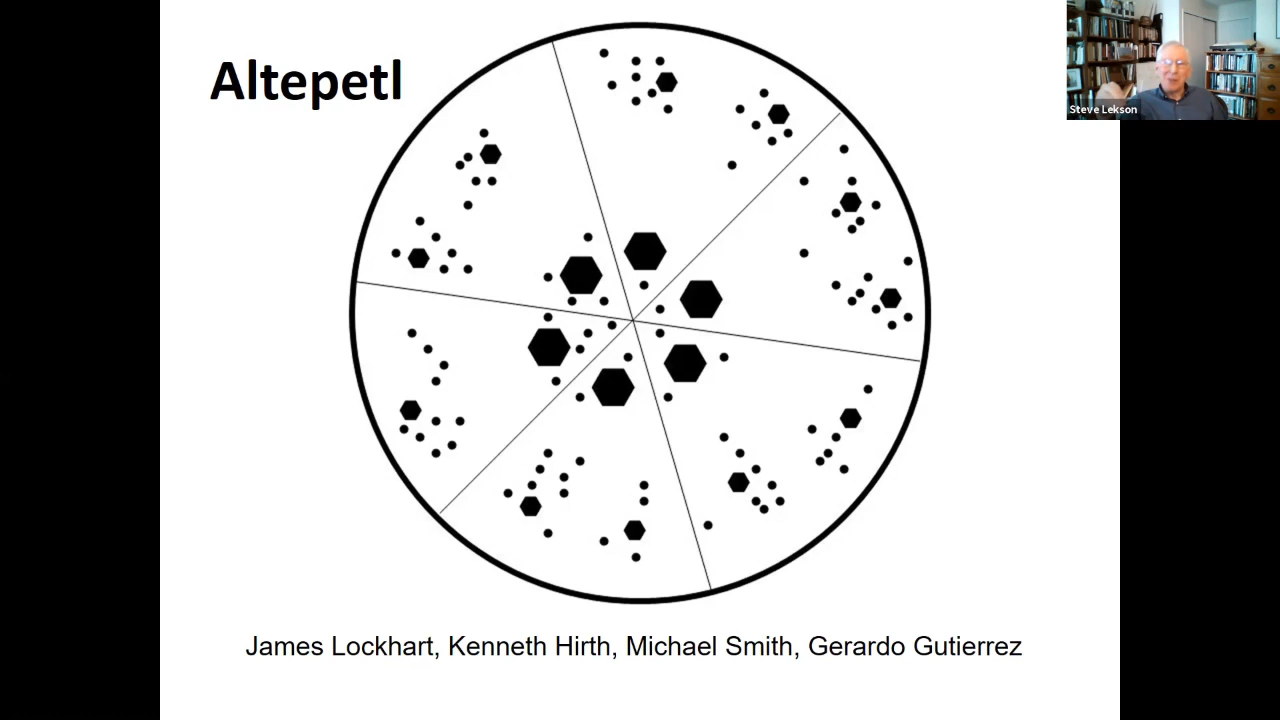 Altepetl
Steve Lekson
James Lockhart, Kenneth Hirth, Michael Smith, Gerardo Gutierrez